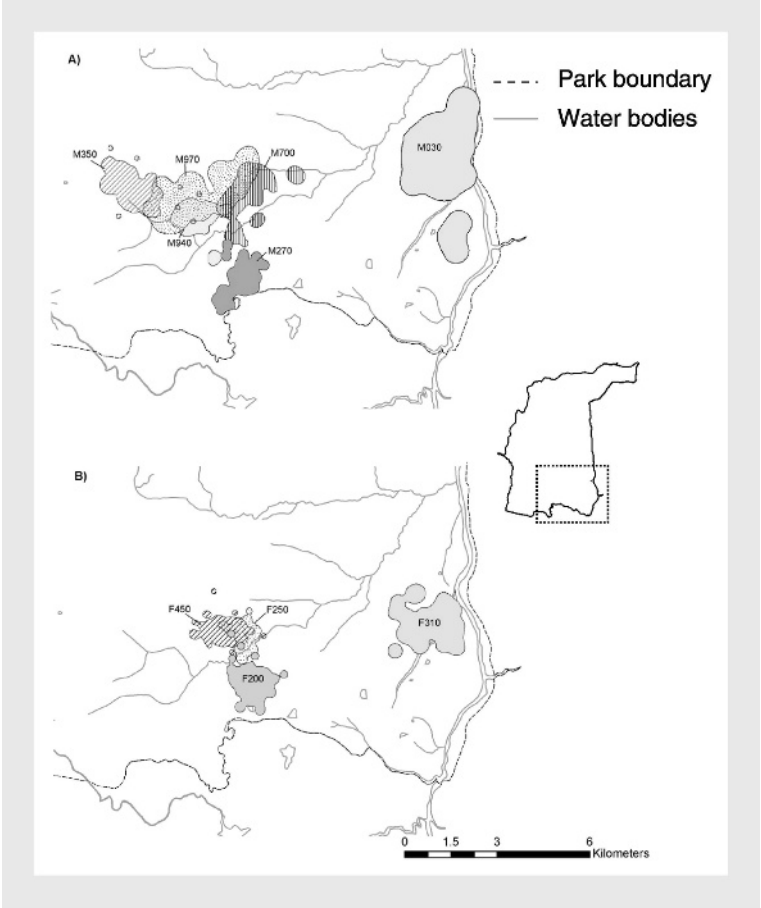 A)
Park boundary
Water bodies
M350
M970
M700
M030
M940
M270
B)
F450
F250
F310
F200
0 1.5 3 6
Kilometers